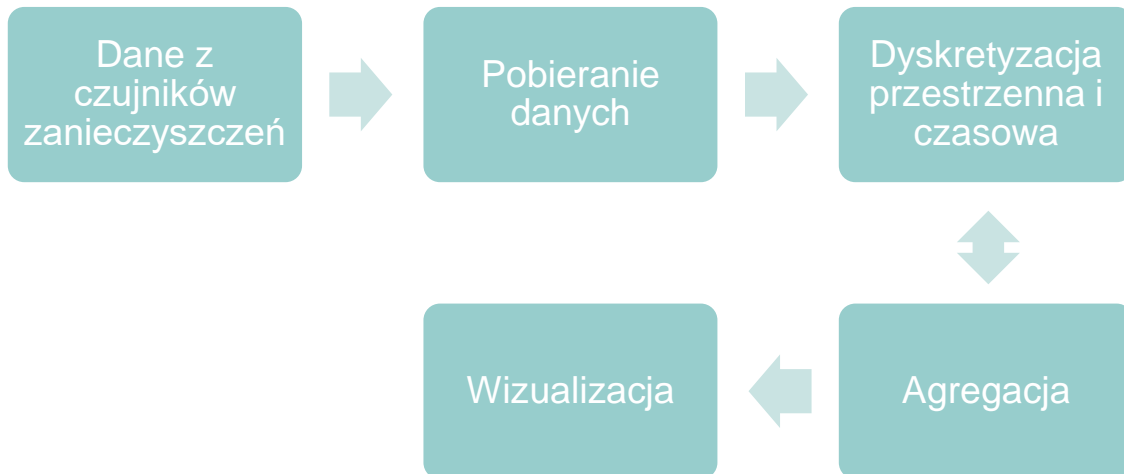 Dane z
czujników
zanieczyszczeń
Pobieranie
danych
Dyskretyzacja
przestrzenna i
czasowa
Wizualizacja
Agregacja